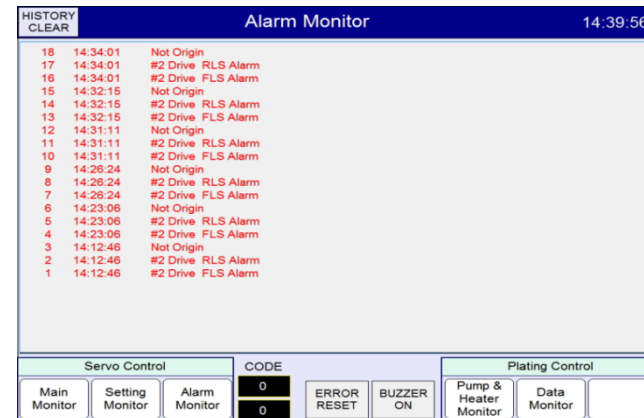 HISTORY CLEAR
Alarm Monitor
14:39:56
18 14:34:01 Not Origin
17 14:34:01 #2 Drive RLS Alarm
16 14:34:01 #2 Drive FLS Alarm
15 14:32:15 Not Origin
14 14:32:15 #2 Drive RLS Alarm
13 14:32:15 #2 Drive FLS Alarm
12 14:31:11 Not Origin
11 14:31:11 #2 Drive RLS Alarm
10 14:31:11 #2 Drive FLS Alarm
9 14:26:24 Not Origin
8 14:26:24 #2 Drive RLS Alarm
7 14:26:24 #2 Drive FLS Alarm
6 14:23:06 Not Origin
5 14:23:06 #2 Drive RLS Alarm
4 14:23:06 #2 Drive FLS Alarm
3 14:12:46 Not Origin
2 14:12:46 #2 Drive RLS Alarm
1 14:12:46 #2 Drive FLS Alarm
Servo Control
Main Monitor
Setting Monitor
Alarm Monitor
CODE
0
0
ERROR RESET
BUZZER ON
Plating Control
Pump & Heater Monitor
Data Monitor